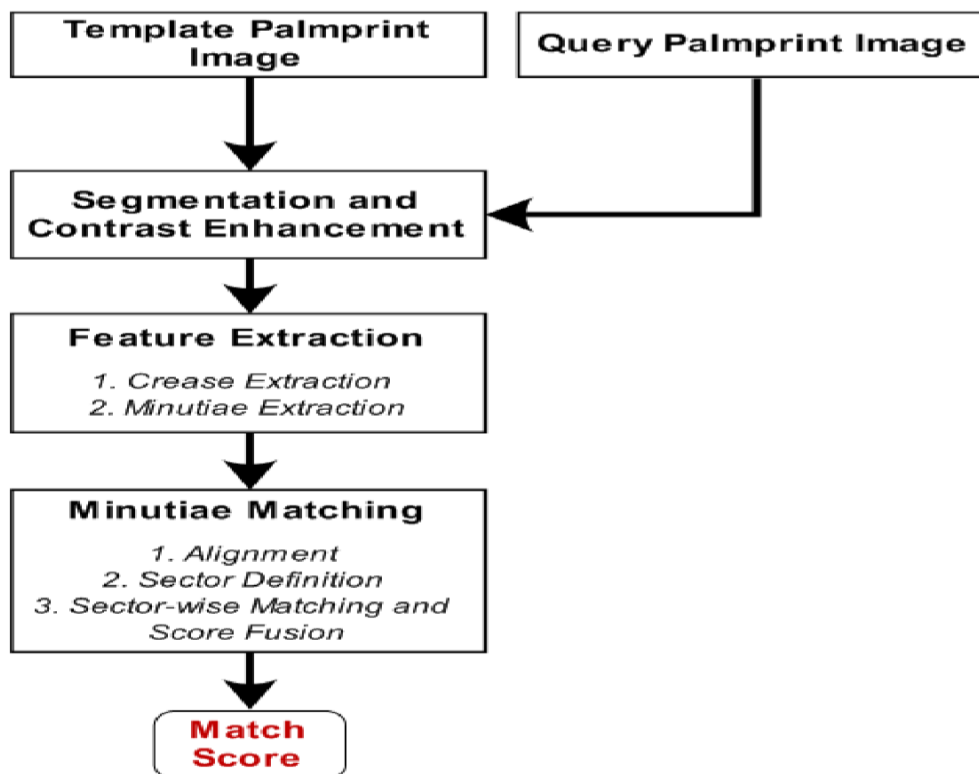 Template Palmprint
Image
Query Palmprint Image
Segmentation and
Contrast Enhancement
Feature Extraction
1. Crease Extraction
2. Minutiae Extraction
Minutiae Matching
1. Alignment
2. Sector Definition
3. Sector-wise Matching and
Score Fusion
Match
Score